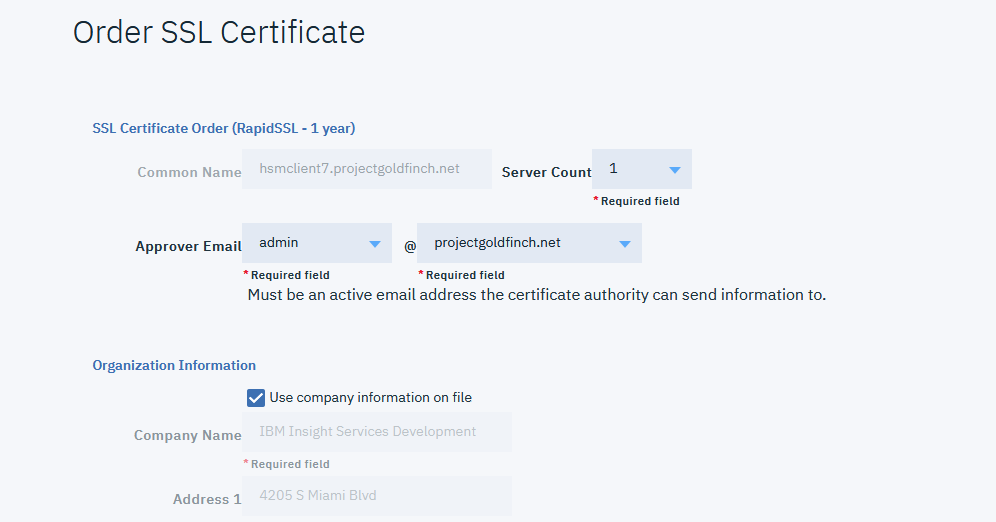 Order SSL Certificate
SSL Certificate Order (RapidSSL - 1 year)
Common Name hsmclient7.projectgoldfinch.net Server Count 1
* Required field
Approver Email admin @ projectgoldfinch.net
* Required field * Required field
Must be an active email address the certificate authority can send information to.
Organization Information
Use company information on file
Company Name IBM Insight Services Development
* Required field
Address 1 4205 S Miami Blvd